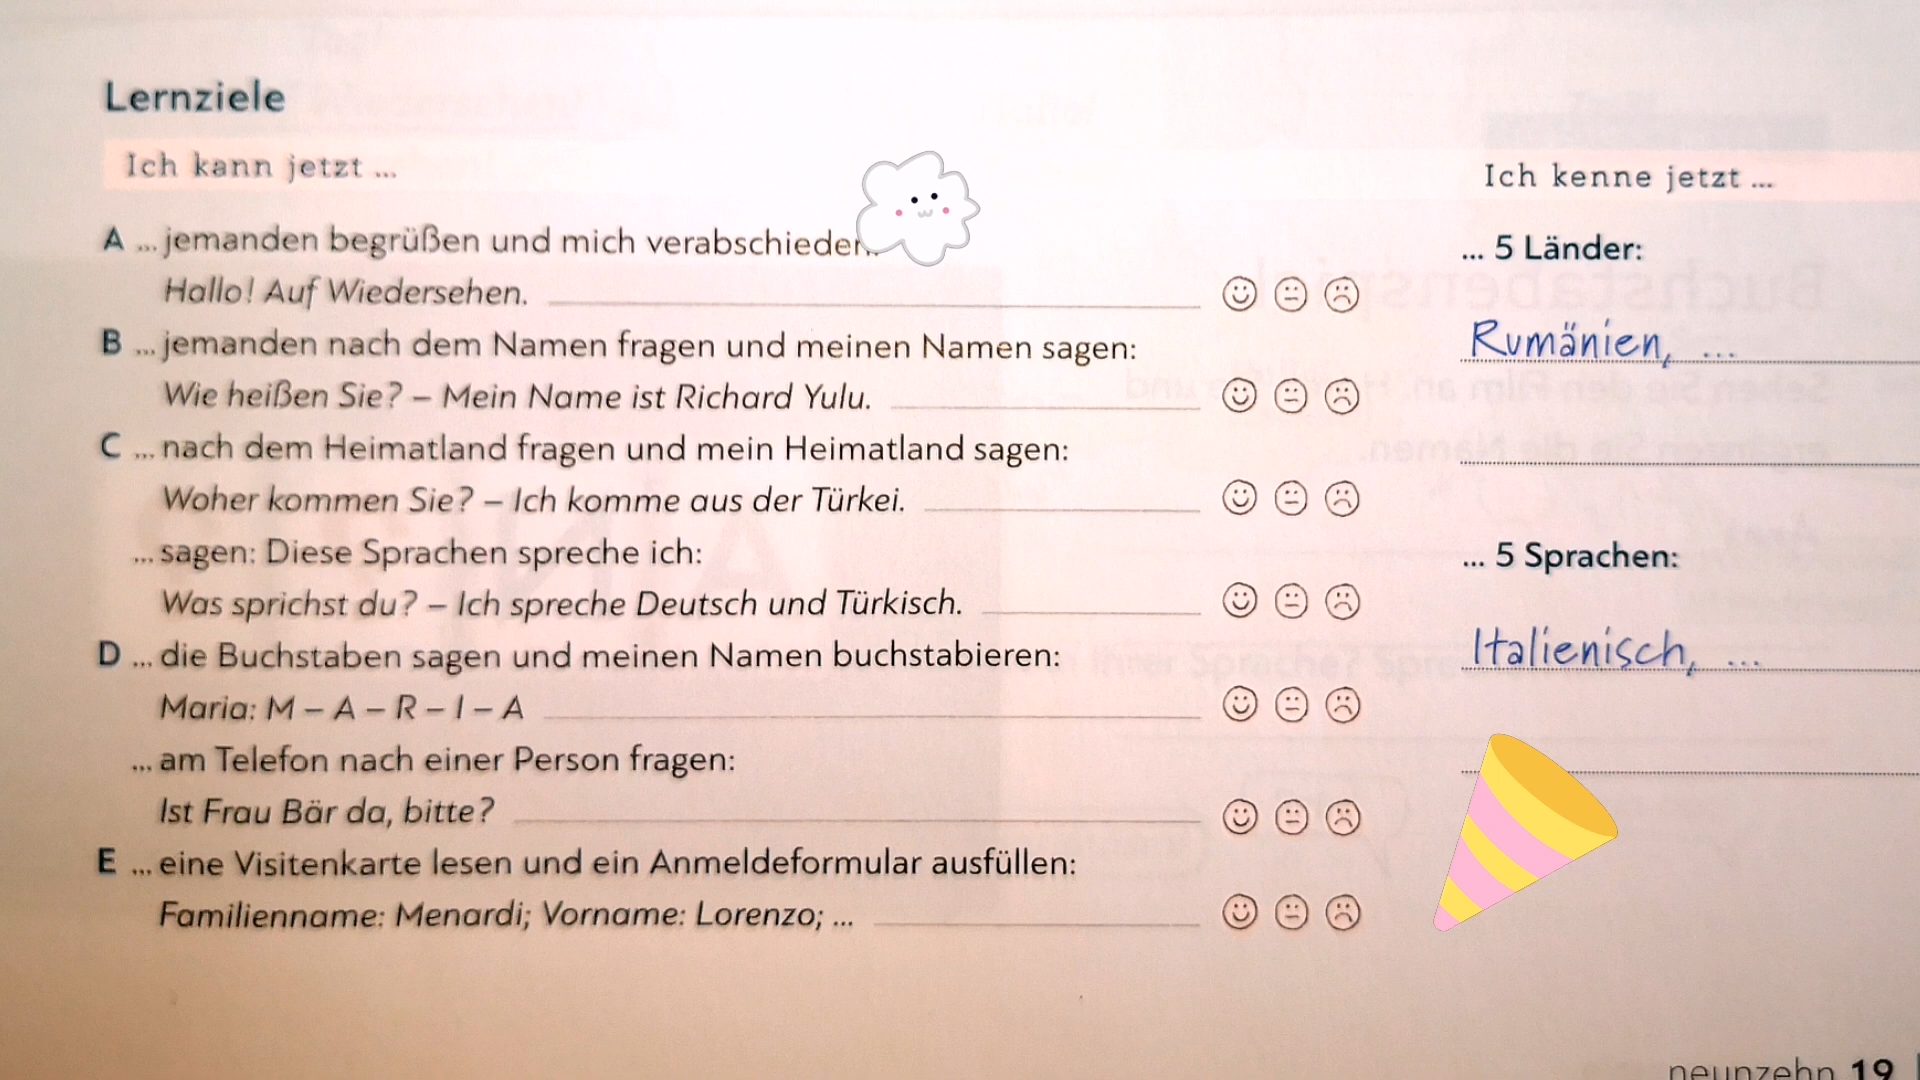 Lernziele
Ich kann jetzt ...
A ... jemanden begrüßen und mich verabschieden:
Hallo! Auf Wiedersehen.
B ... jemanden nach dem Namen fragen und meinen Namen sagen:
Wie heißen Sie? – Mein Name ist Richard Yulu.
C ... nach dem Heimatland fragen und mein Heimatland sagen:
Woher kommen Sie? – Ich komme aus der Türkei.
... sagen: Diese Sprachen spreche ich:
Was sprichst du? – Ich spreche Deutsch und Türkisch.
D ... die Buchstaben sagen und meinen Namen buchstabieren:
Maria: M – A – R – I – A
... am Telefon nach einer Person fragen:
Ist Frau Bär da, bitte?
E ... eine Visitenkarte lesen und ein Anmeldeformular ausfüllen:
Familienname: Menardi; Vorname: Lorenzo; ...
Ich kenne jetzt ...
... 5 Länder:
Rumänien, ...
... 5 Sprachen:
Italienisch, ...
neunzehn 19